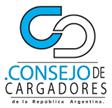 .CONSEJO
DE
CARGADORES
de la República Argentina.